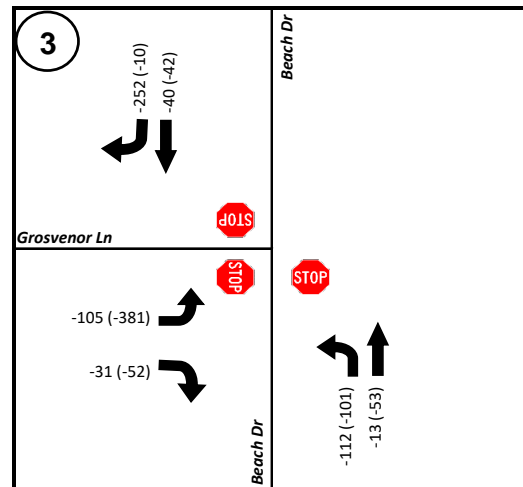 3
Beach Dr
-252 (-10)
-40 (-42)
STOP
Grosvenor Ln
STOP
STOP
-105 (-381)
-31 (-52)
-112 (-101)
-13 (-53)
Beach Dr